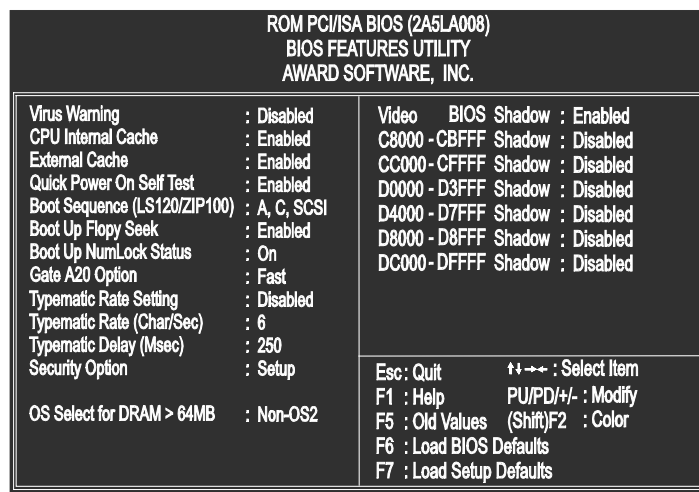 ROM PCI/ISA BIOS (2A5LA008)
BIOS FEATURES UTILITY
AWARD SOFTWARE, INC.
Virus Warning : Disabled
CPU Internal Cache : Enabled
External Cache : Enabled
Quick Power On Self Test : Enabled
Boot Sequence (LS120/ZIP100) : A, C, SCSI
Boot Up Flopy Seek : Enabled
Boot Up NumLock Status : On
Gate A20 Option : Fast
Typematic Rate Setting : Disabled
Typematic Rate (Char/Sec) : 6
Typematic Delay (Msec) : 250
Security Option : Setup
OS Select for DRAM > 64MB : Non-OS2
Video BIOS Shadow : Enabled
C8000 - CBFFF Shadow : Disabled
CC000 - CFFFF Shadow : Disabled
D0000 - D3FFF Shadow : Disabled
D4000 - D7FFF Shadow : Disabled
D8000 - D8FFF Shadow : Disabled
DC000 - DFFFF Shadow : Disabled
Esc : Quit ↑↓→← : Select Item
F1 : Help PU/PD/+/- : Modify
F5 : Old Values (Shift)F2 : Color
F6 : Load BIOS Defaults
F7 : Load Setup Defaults